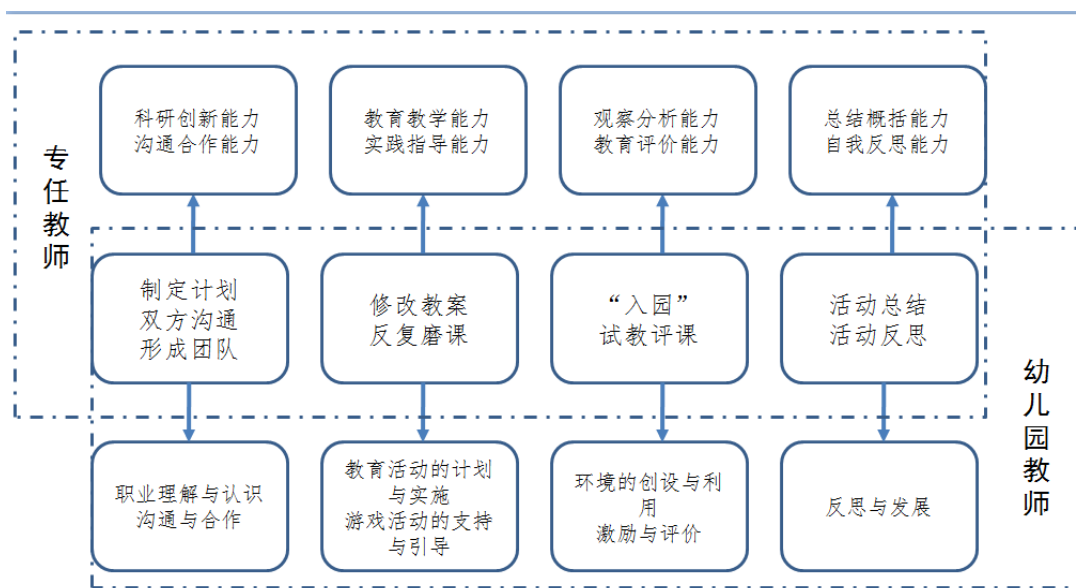 专任教师
科研创新能力
沟通合作能力
教育教学能力
实践指导能力
观察分析能力
教育评价能力
总结概括能力
自我反思能力
制定计划
双方沟通
形成团队
修改教案
反复磨课
“入园”
试教评课
活动总结
活动反思
幼儿园教师
职业理解与认识
沟通与合作
教育活动的计划
与实施
游戏活动的支持
与引导
环境的创设与利
用
激励与评价
反思与发展